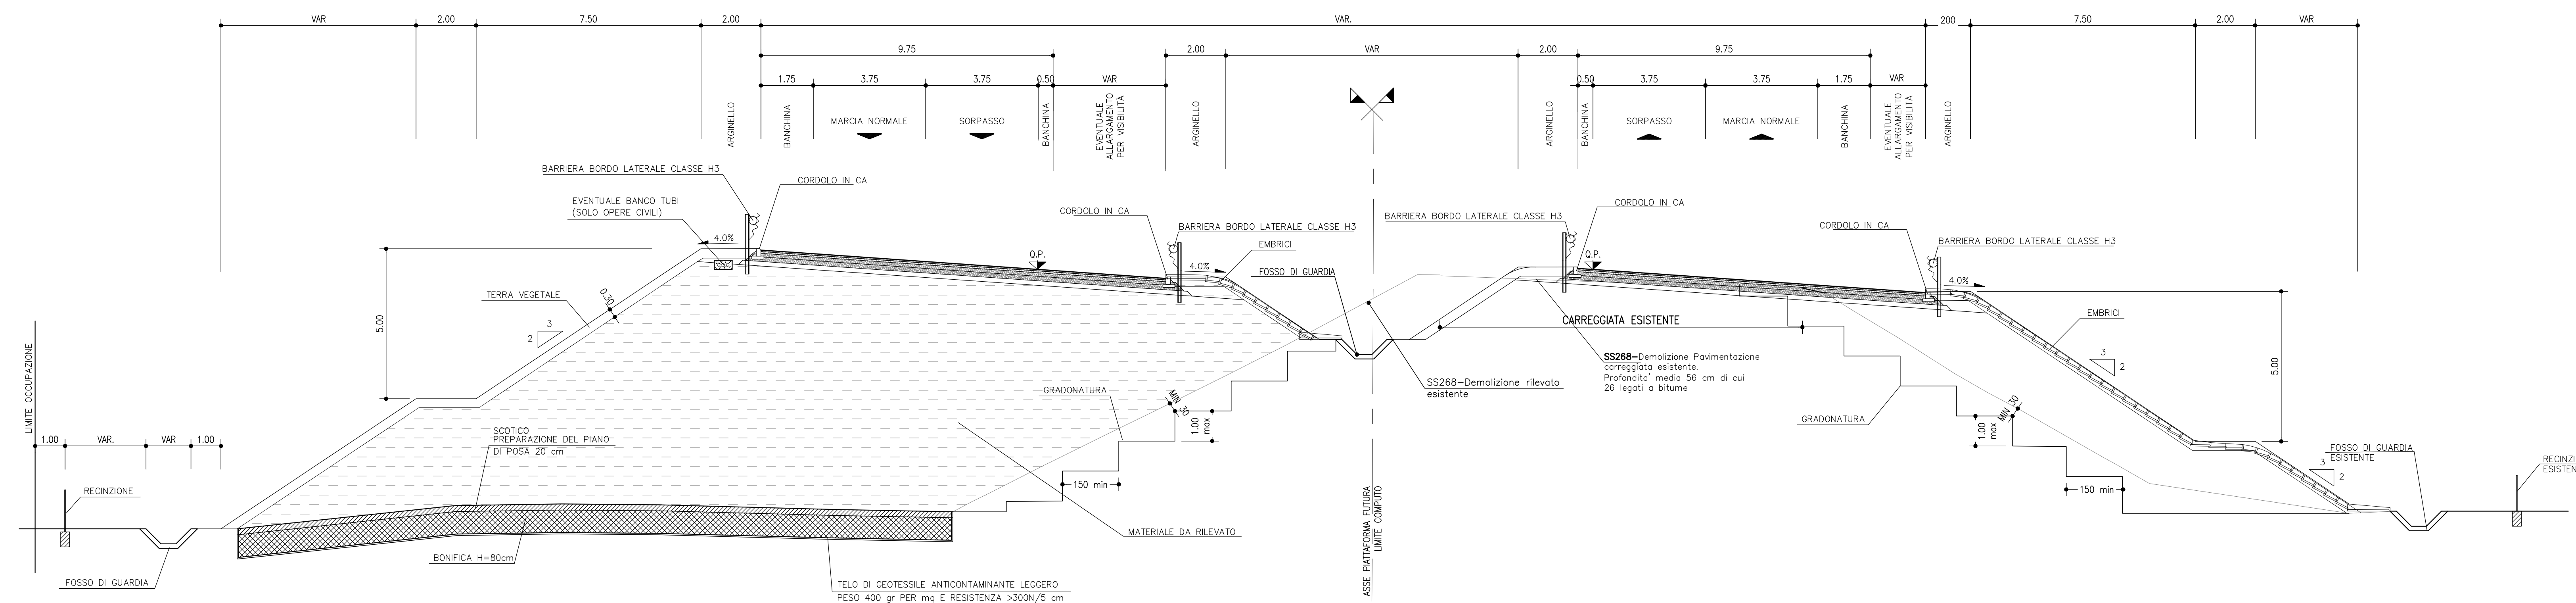 VAR 2.00 7.50 2.00 VAR. 200 7.50 2.00 VAR
9.75 2.00 VAR 2.00 9.75
1.75 3.75 3.75 0.50 VAR 0.50 3.75 3.75 1.75 VAR
ARGINELLO
BANCHINA
MARCIA NORMALE
SORPASSO
BANCHINA
EVENTUALE
ALLARGAMENTO
PER VISIBILITÀ
ARGINELLO
ARGINELLO
BANCHINA
SORPASSO
MARCIA NORMALE
BANCHINA
EVENTUALE
ALLARGAMENTO
PER VISIBILITÀ
ARGINELLO
BARRIERA BORDO LATERALE CLASSE H3
CORDOLO IN CA
EVENTUALE BANCO TUBI
(SOLO OPERE CIVILI)
4.0%
CORDOLO IN CA
BARRIERA BORDO LATERALE CLASSE H3
EMBRICI
Q.P.
4.0%
FOSSO DI GUARDIA
BARRIERA BORDO LATERALE CLASSE H3
CORDOLO IN CA
Q.P.
CORDOLO IN CA
BARRIERA BORDO LATERALE CLASSE H3
4.0%
TERRA VEGETALE
0.30
3
2
5.00
CARREGGIATA ESISTENTE
EMBRICI
3
2
5.00
SS268-Demolizione Pavimentazione
carreggiata esistente.
Profondita' media 56 cm di cui
26 legati a bitume
SS268-Demolizione rilevato
esistente
LIMITE OCCUPAZIONE
GRADONATURA
MIN 30
1.00
max
GRADONATURA
MIN 30
1.00
max
1.00 VAR. VAR 1.00
SCOTICO
PREPARAZIONE DEL PIANO
DI POSA 20 cm
FOSSO DI GUARDIA
ESISTENTE
3
2
RECINZIONE
150 min
150 min
MATERIALE DA RILEVATO
ASSE PIATTAFORMA FUTURA
LIMITE COMPUTO
BONIFICA H=80cm
FOSSO DI GUARDIA
TELO DI GEOTESSILE ANTICONTAMINANTE LEGGERO
PESO 400 gr PER mq E RESISTENZA >300N/5 cm